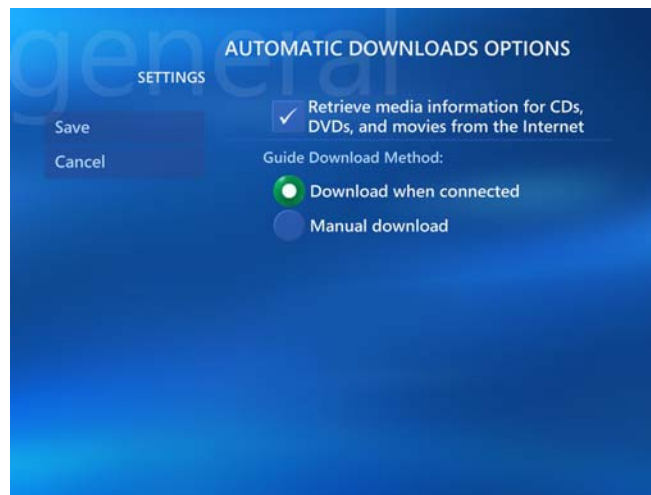 general
AUTOMATIC DOWNLOADS OPTIONS
SETTINGS
Save
Cancel
Retrieve media information for CDs,
DVDs, and movies from the Internet
Guide Download Method:
Download when connected
Manual download